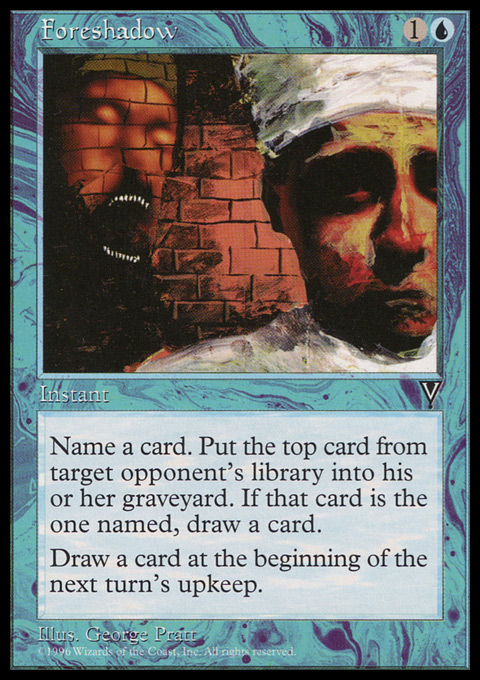 Foreshadow 1
Instant
Name a card. Put the top card from
target opponent's library into his
or her graveyard. If that card is the
one named, draw a card.
Draw a card at the beginning of the
next turn's upkeep.
Illus. George Pratt
©1996 Wizards of the Coast, Inc. All rights reserved.